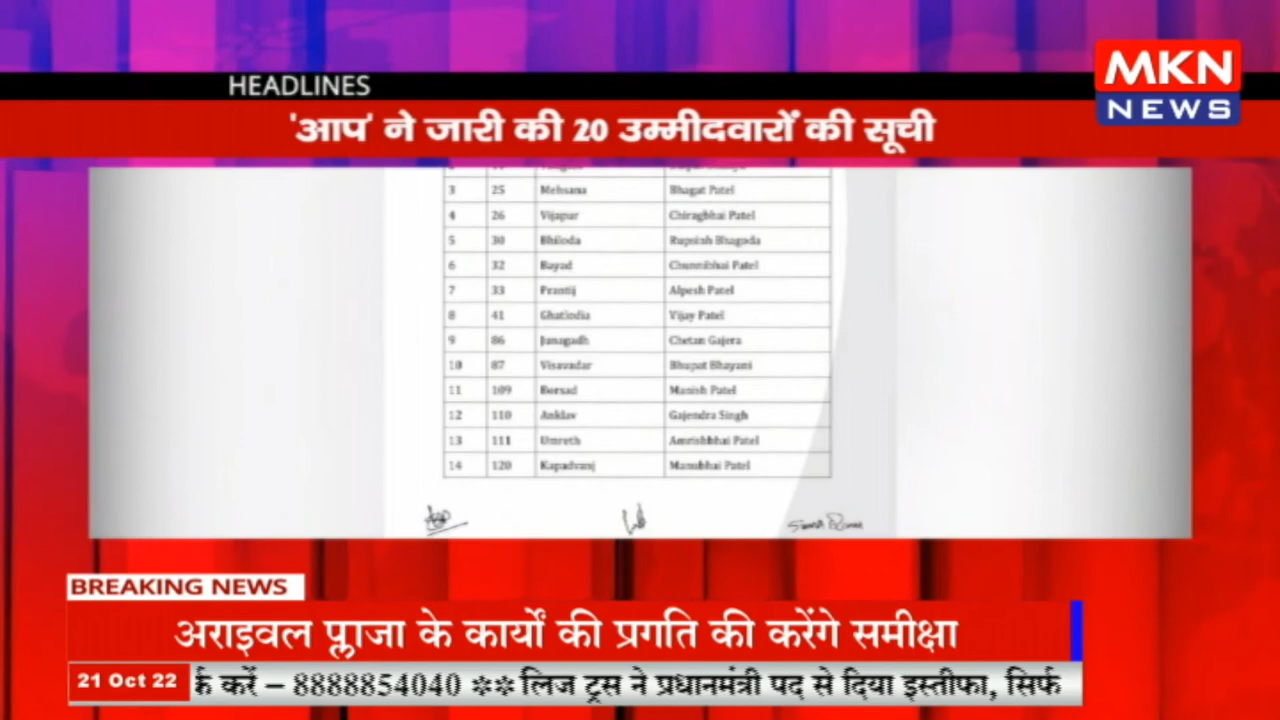 HEADLINES
MKN
NEWS
'आप' ने जारी की 20 उम्मीदवारों की सूची
3 25 Mehsana Bhagat Patel
4 26 Vijapur Chiragbhai Patel
5 30 Bhiloda Rupsinh Bhagoda
6 32 Bayad Chunnibhai Patel
7 33 Prantij Alpesh Patel
8 41 Ghatlodia Vijay Patel
9 86 Junagadh Chetan Gajera
10 87 Visavadar Bhupat Bhayani
11 109 Borsad Manish Patel
12 110 Anklav Gajendra Singh
13 111 Umreth Amrishbhai Patel
14 120 Kapadvanj Manubhai Patel
BREAKING NEWS
अराइवल प्लाजा के कार्यों की प्रगति की करेंगे समीक्षा
21 Oct 22 र्क करें – 8888854040 ** लिज ट्रस ने प्रधानमंत्री पद से दिया इस्तीफा, सिर्फ